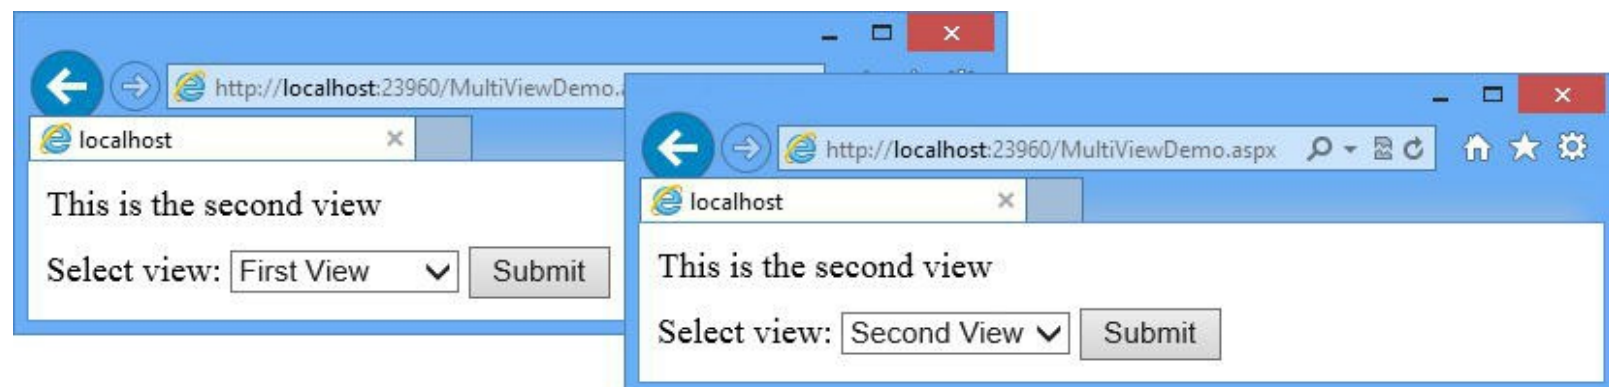 http://localhost:23960/MultiViewDemo.
localhost
This is the second view
Select view: First View Submit
http://localhost:23960/MultiViewDemo.aspx
localhost
This is the second view
Select view: Second View Submit